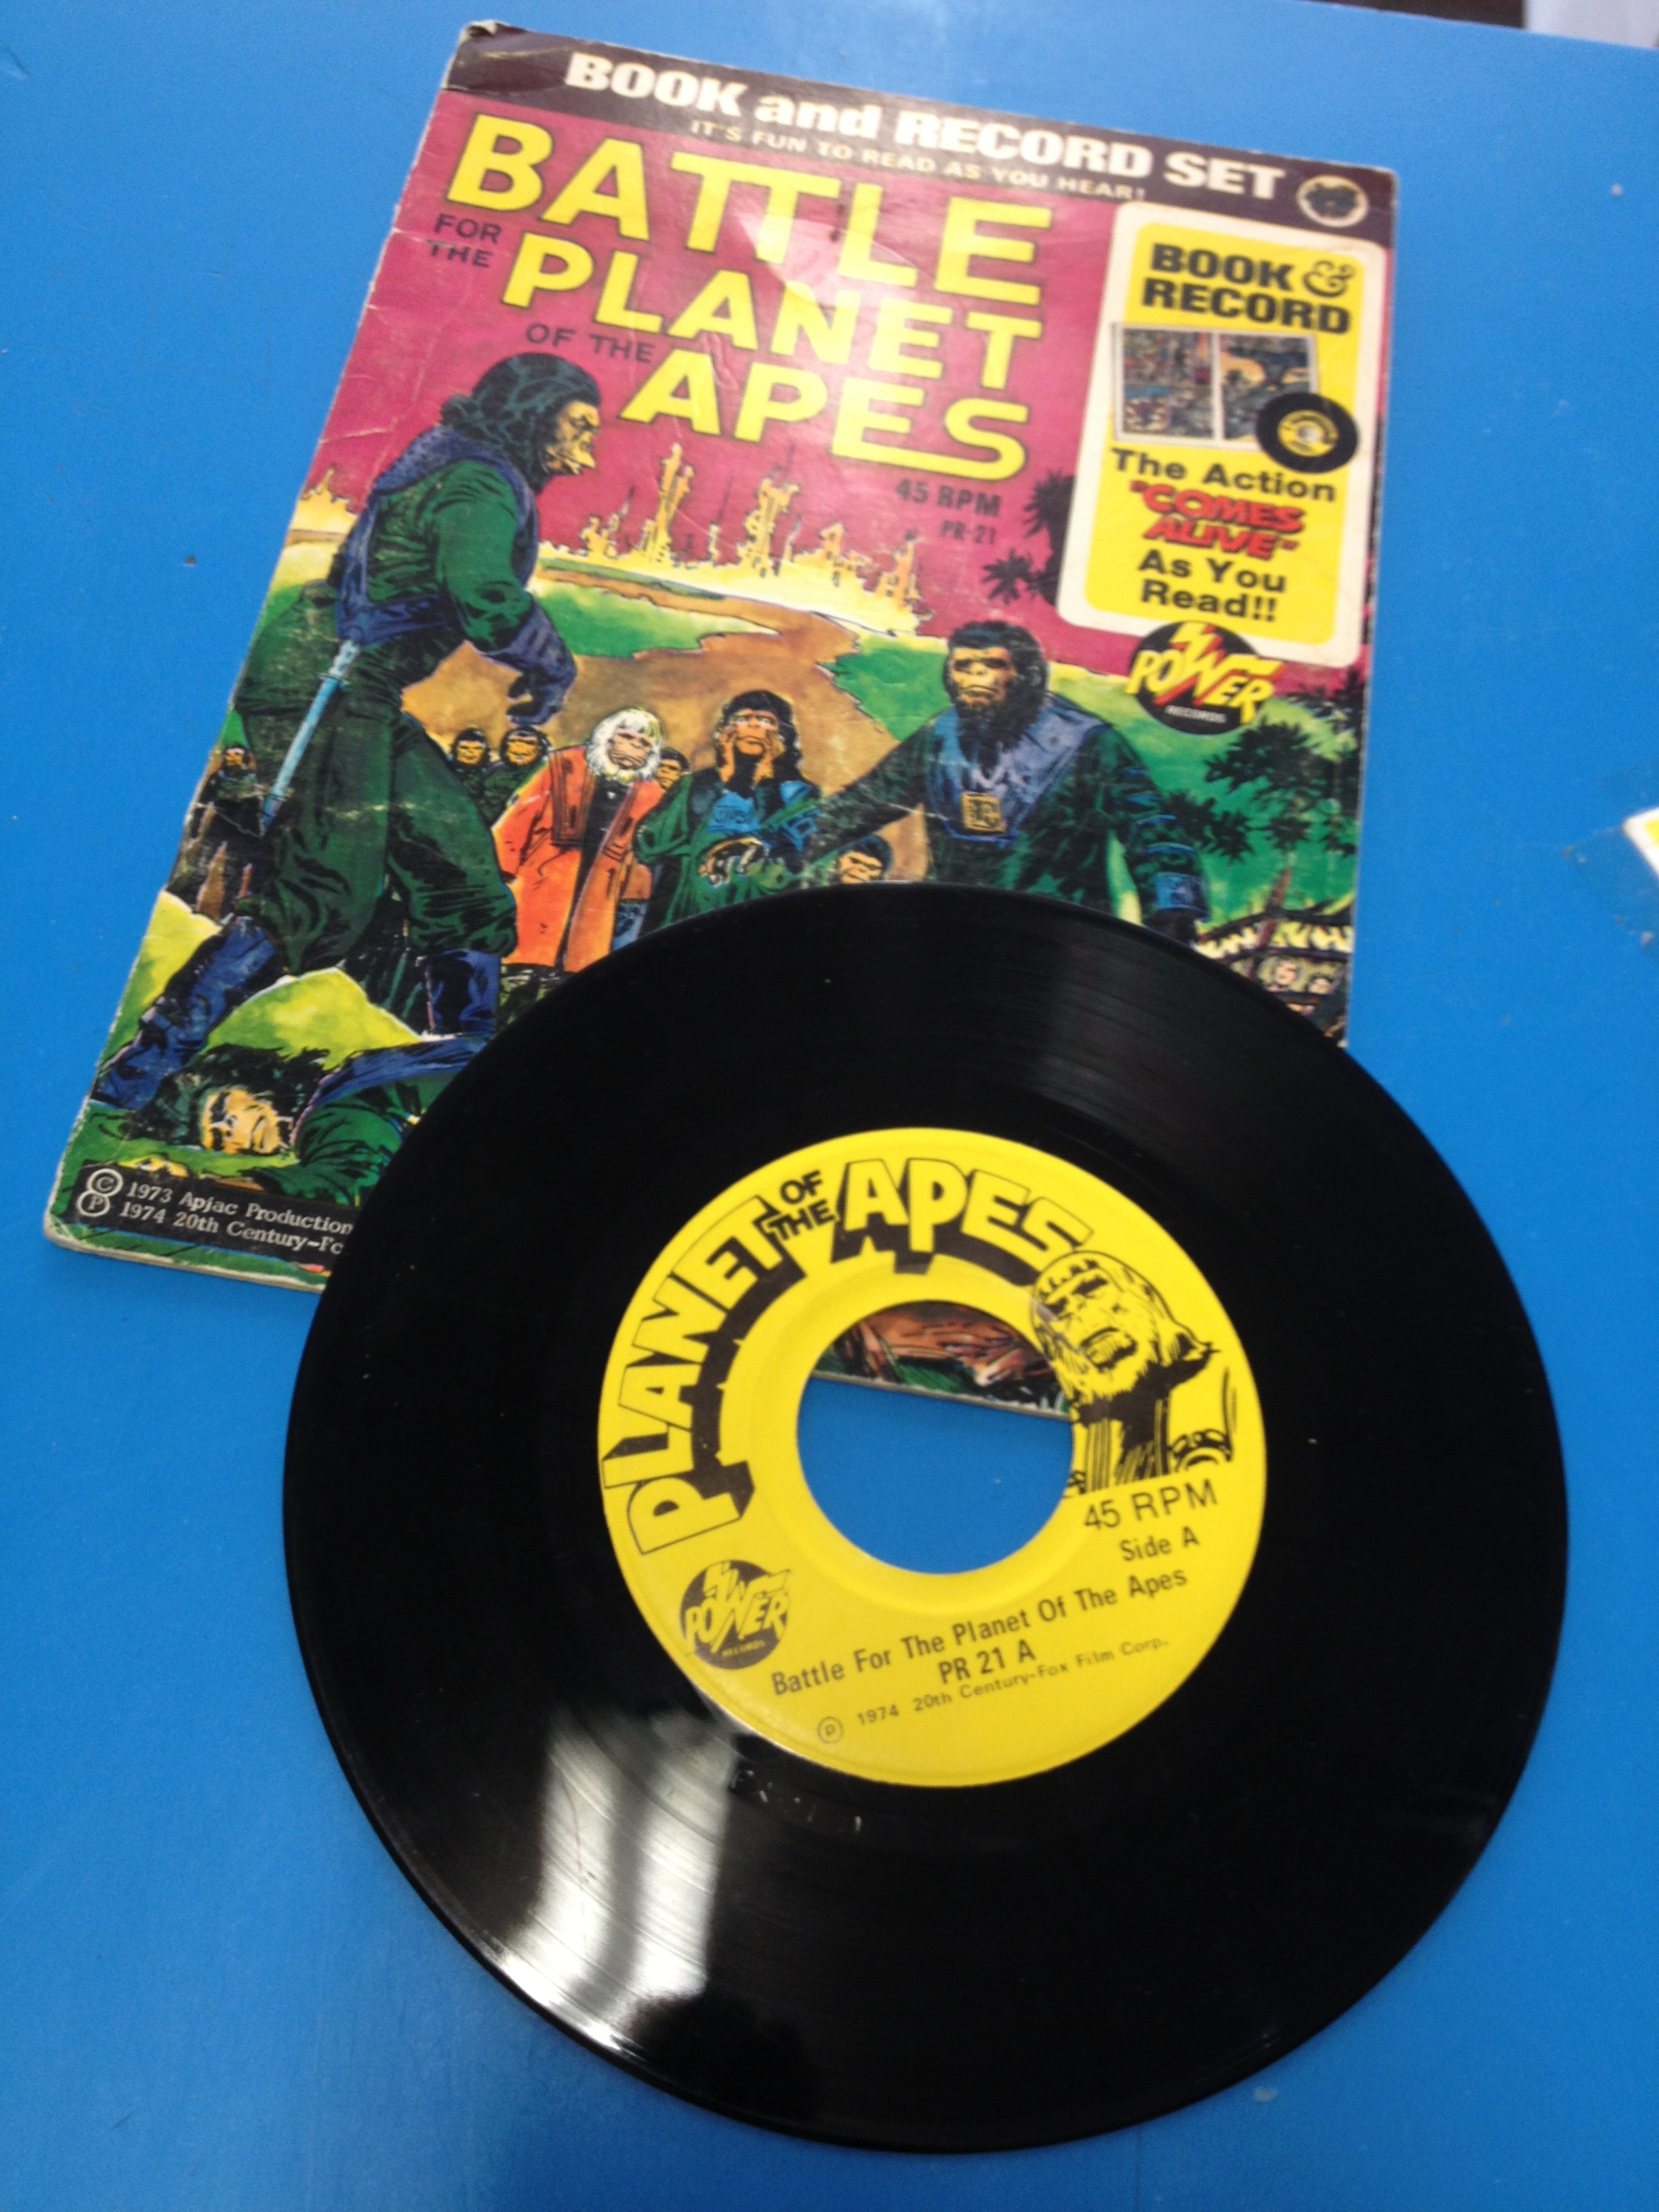 BOOK and RECORD SET
IT'S FUN TO READ AS YOU HEAR!
BATTLE
FOR
THE
PLANET
OF THE
APES
45 RPM
PR-21
BOOK &
RECORD
The Action
"COMES
ALIVE"
As You
Read!!
POWER
RECORDS
© 1973 Apjac Production
℗ 1974 20th Century-Fo
PLANET OF THE APES
45 RPM
Side A
POWER
RECORDS
Battle For The Planet Of The Apes
PR 21 A
℗ 1974 20th Century-Fox Film Corp.